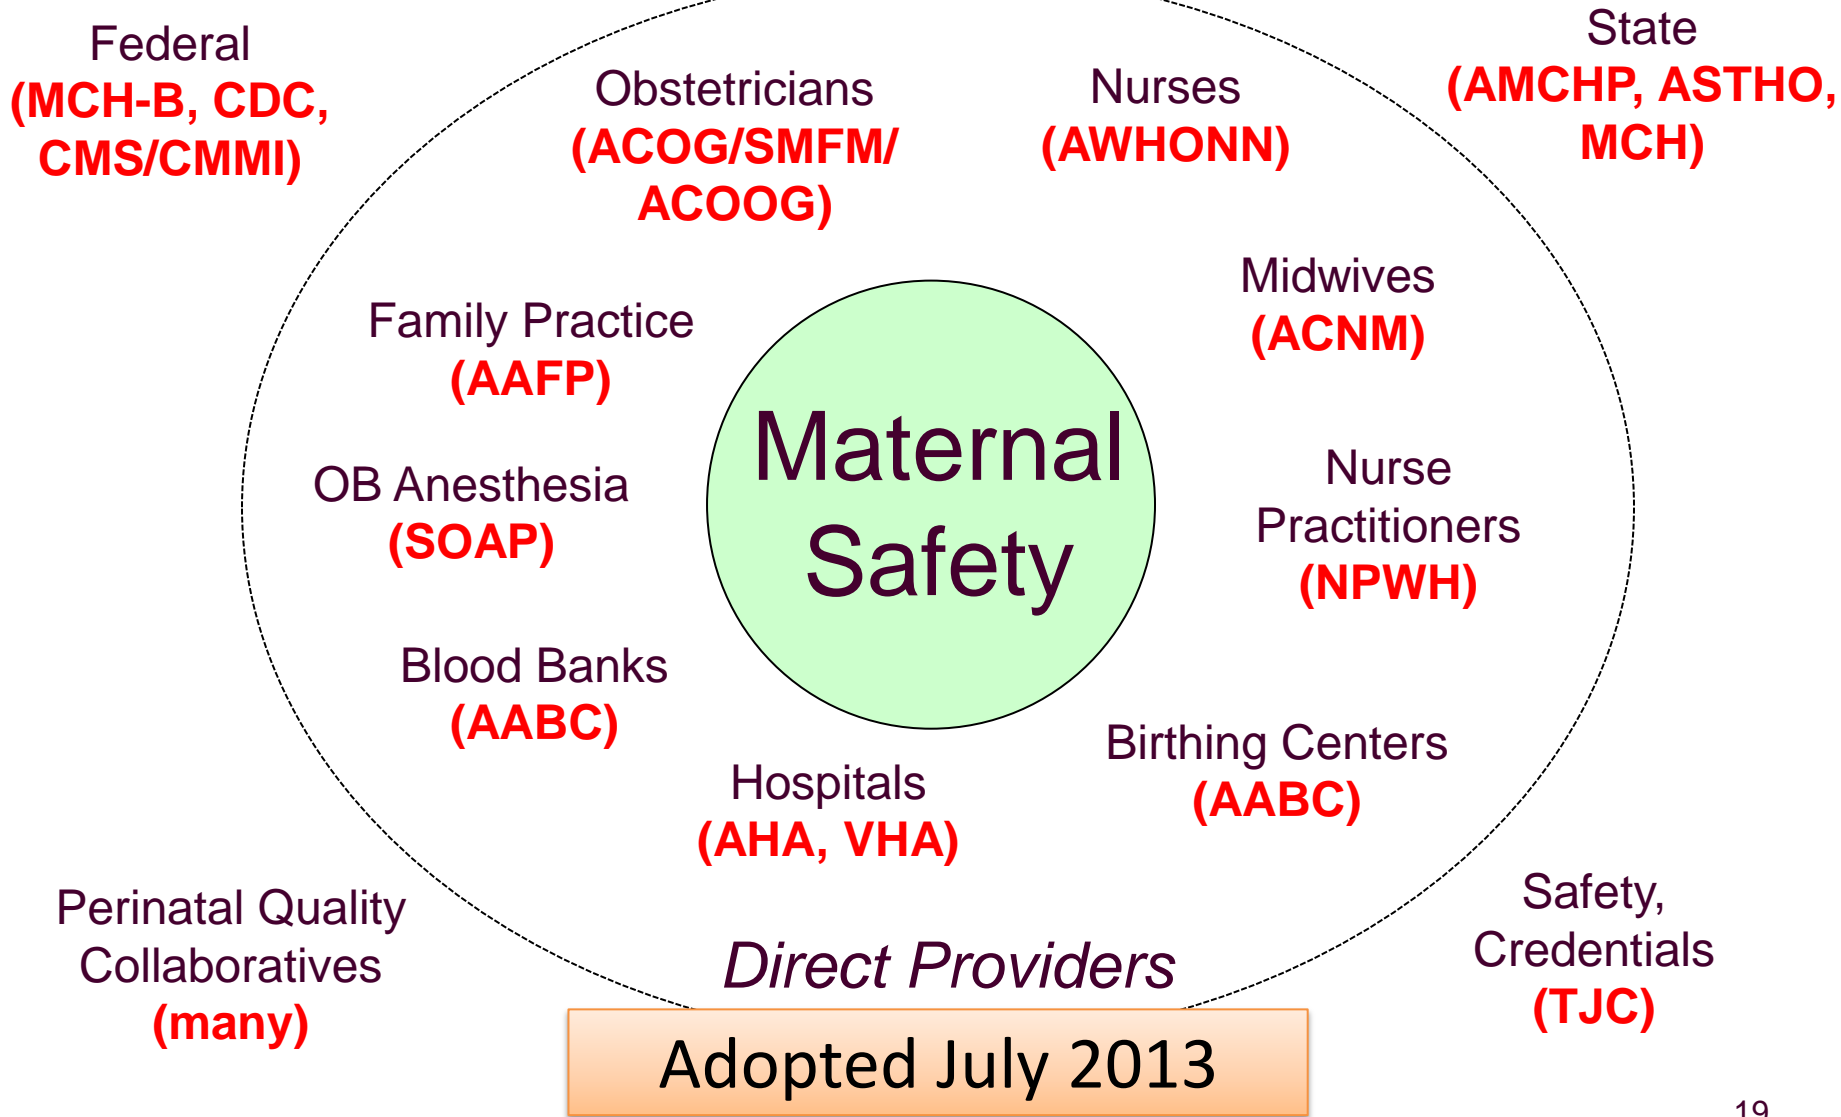 Federal
(MCH-B, CDC,
CMS/CMMI)
Obstetricians
(ACOG/SMFM/
ACOOG)
Nurses
(AWHONN)
State
(AMCHP, ASTHO,
MCH)
Family Practice
(AAFP)
Midwives
(ACNM)
OB Anesthesia
(SOAP)
Maternal
Safety
Nurse
Practitioners
(NPWH)
Blood Banks
(AABC)
Hospitals
(AHA, VHA)
Birthing Centers
(AABC)
Perinatal Quality
Collaboratives
(many)
Direct Providers
Safety,
Credentials
(TJC)
Adopted July 2013
19